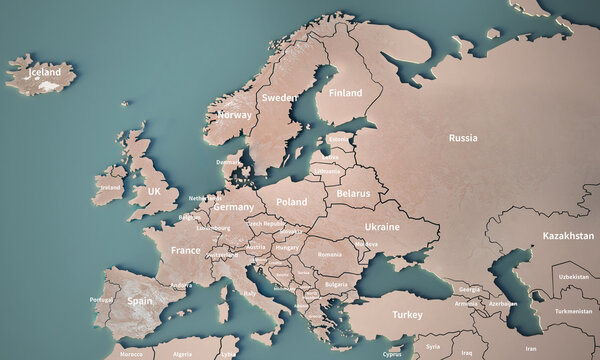 Iceland
Finland
Sweden
Norway
Russia
Estonia
Latvia
Denmark
Lithuania
Ireland
UK
Belarus
Netherlands
Germany
Poland
Belgium
Luxembourg
Czech Republic
Ukraine
Slovakia
Kazakhstan
France
Switzerland
Austria
Hungary
Moldova
Romania
Uzbekistan
Andorra
Italy
Bulgaria
Georgia
Portugal
Spain
Armenia
Azerbaijan
Turkmenistan
Turkey
Morocco
Algeria
Tunisia
Cyprus
Syria
Iraq
Iran